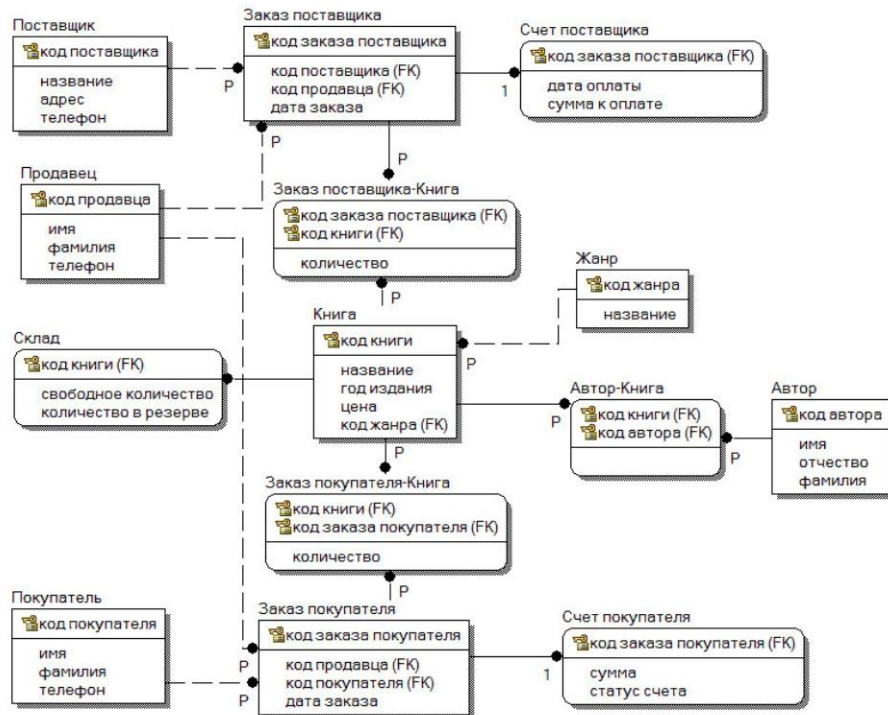 Поставщик
код поставщика
название
адрес
телефон
P
Заказ поставщика
код заказа поставщика
код поставщика (FK)
код продавца (FK)
дата заказа
P
P
Счет поставщика
код заказа поставщика (FK)
дата оплаты
сумма к оплате
1
Продавец
код продавца
имя
фамилия
телефон
Заказ поставщика-Книга
код заказа поставщика (FK)
код книги (FK)
количество
P
Жанр
код жанра
название
Книга
код книги
название
год издания
цена
код жанра (FK)
P
P
Склад
код книги (FK)
свободное количество
количество в резерве
Автор-Книга
код книги (FK)
код автора (FK)
P
P
Автор
код автора
имя
отчество
фамилия
Заказ покупателя-Книга
код книги (FK)
код заказа покупателя (FK)
количество
P
Покупатель
код покупателя
имя
фамилия
телефон
P
P
Заказ покупателя
код заказа покупателя
код продавца (FK)
код покупателя (FK)
дата заказа
Счет покупателя
код заказа покупателя (FK)
сумма
статус счета
1